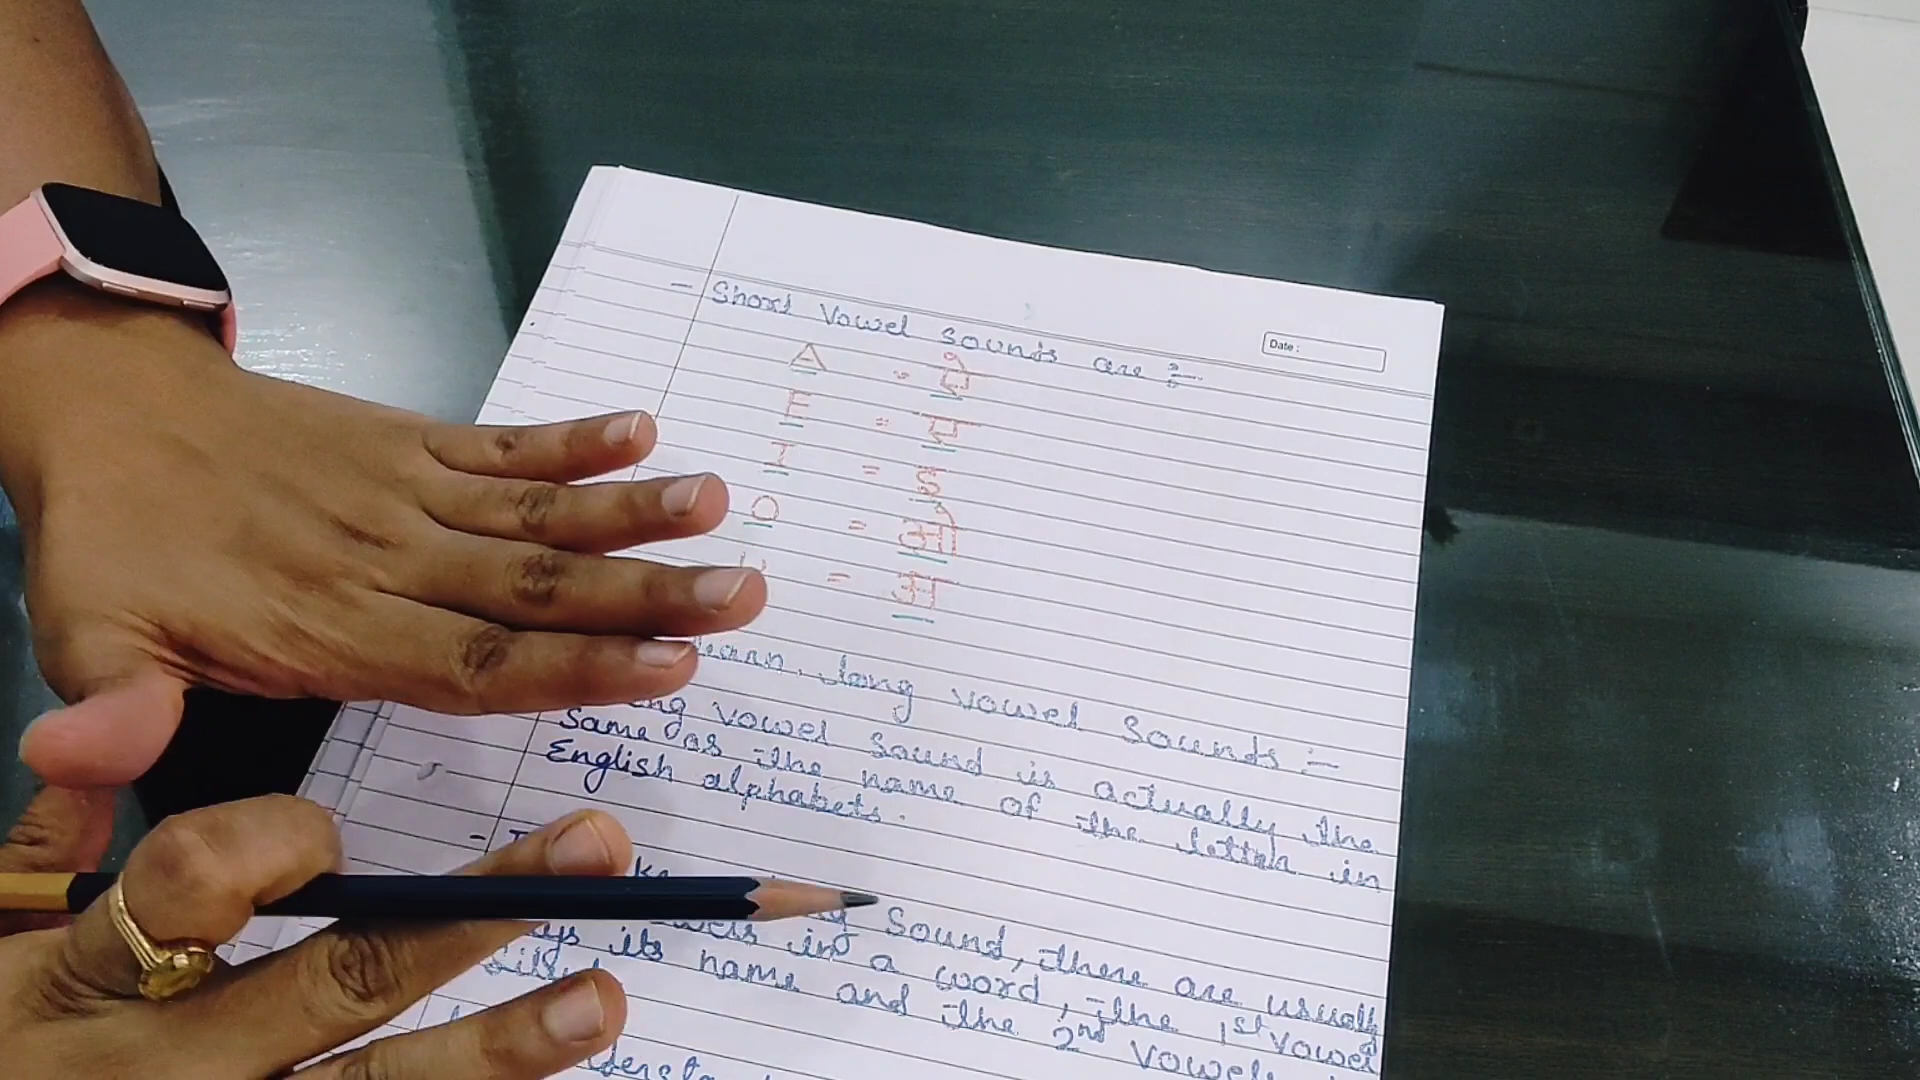 Date :
- Short Vowel Sounds are :-
A = ऐ
E = ए
I = इ
O = ऑ
U = अ
learn long vowel Sounds :-
vowel sound is actually the
same as the name of the letter in
English alphabets.
-
Sound, there are usually
in a word, the 1st vowel
its name and the 2nd vowel